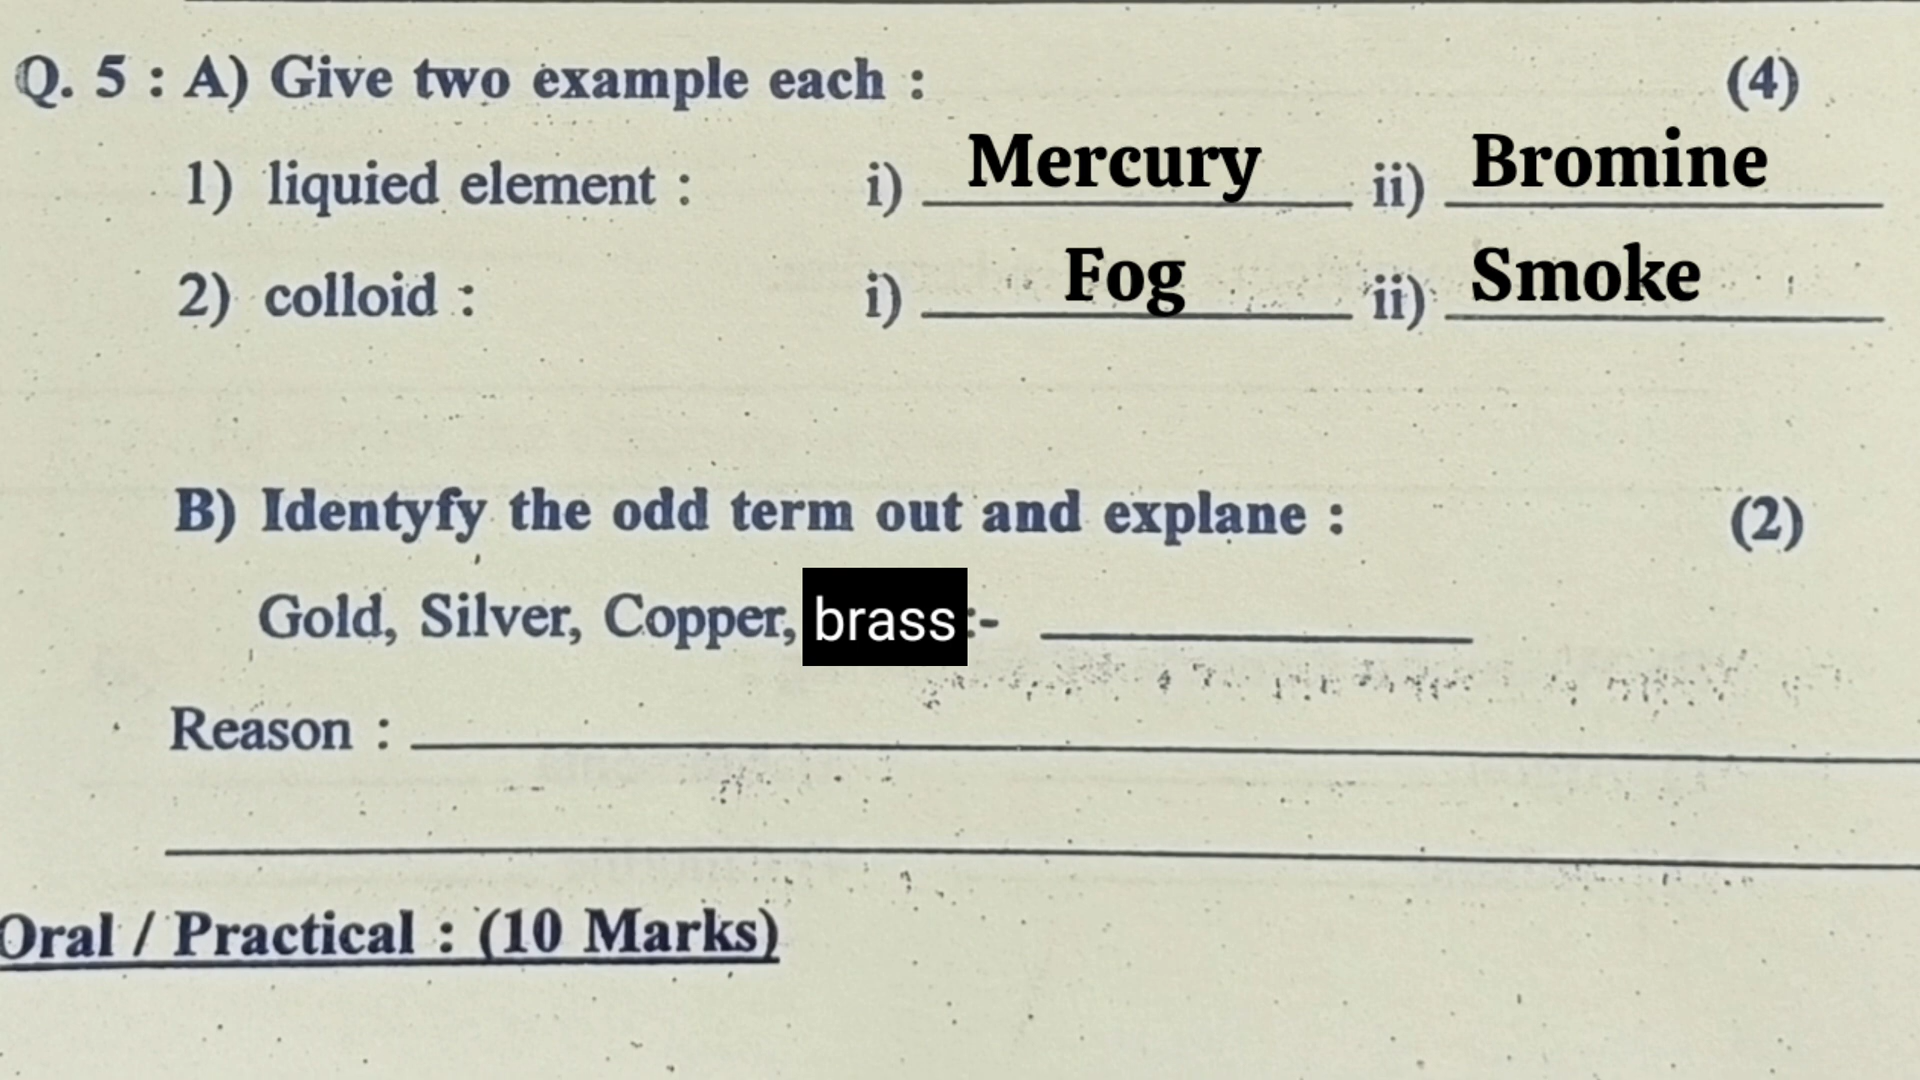 Q. 5 : A) Give two example each : (4)
1) liquied element : i) Mercury ii) Bromine
2) colloid : i) Fog ii) Smoke
B) Identyfy the odd term out and explane : (2)
Gold, Silver, Copper, brass :-
Reason :
Oral / Practical : (10 Marks)